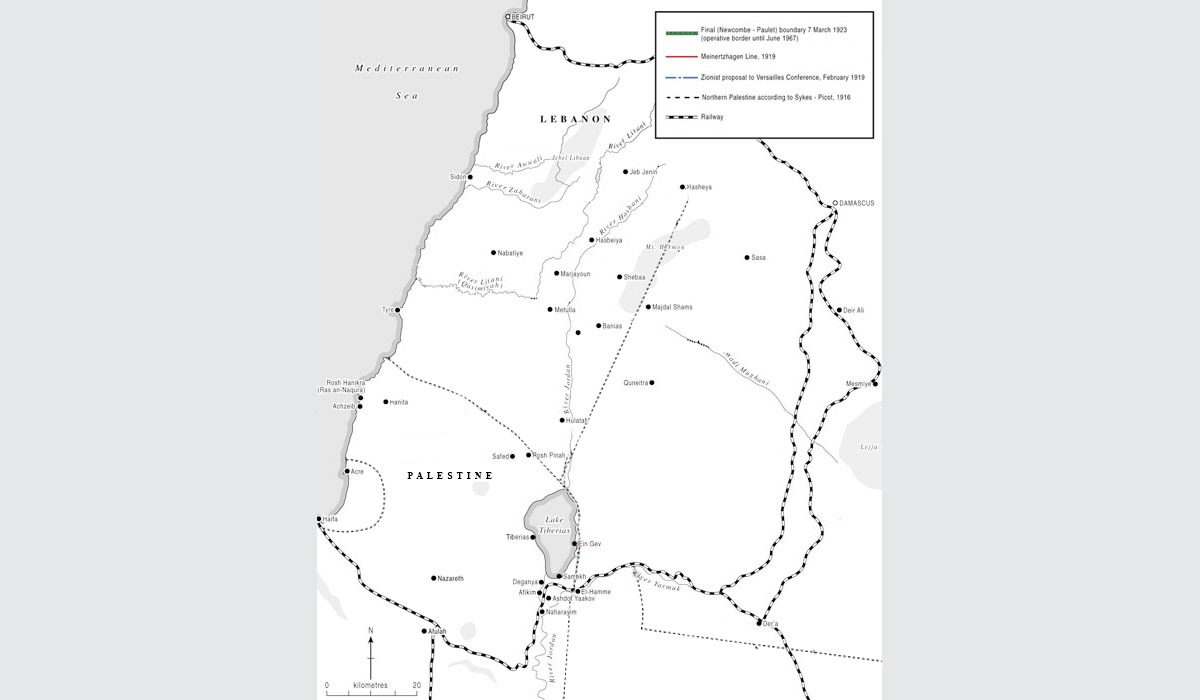 BEIRUT
Final (Newcombe - Paulet) boundary 7 March 1923
(operative border until June 1967)
Meinertzhagen Line, 1919
Zionist proposal to Versailles Conference, February 1919
Northern Palestine according to Sykes - Picot, 1916
Railway
Mediterranean
Sea
LEBANON
River Litani
River Awwali
Jebel Libnan
Jeb Jenin
Sidon
River Zaharani
Hasheya
River Hasbani
DAMASCUS
Hasbeiya
Mt. Hermon
Nabatiye
Sasa
Marjayoun
Shebaa
River Litani
(Qasimiyah)
Tyre
Metulla
Majdal Shams
Deir Ali
Banias
Wadi Mughani
River Jordan
Rosh Hanikra
(Ras an-Naqura)
Quneitra
Mesmiye
Achzeib
Hanita
Hulatah
Lejja
Safed
Rosh Pinah
Acre
PALESTINE
Haifa
Lake
Tiberias
Tiberias
Ein Gev
Nazareth
Deganya
Samakh
River Yarmuk
Afikim
El-Hamme
Ashdot Yaakov
Naharayim
Der'a
Afulah
N
River Jordan
0 kilometres 20